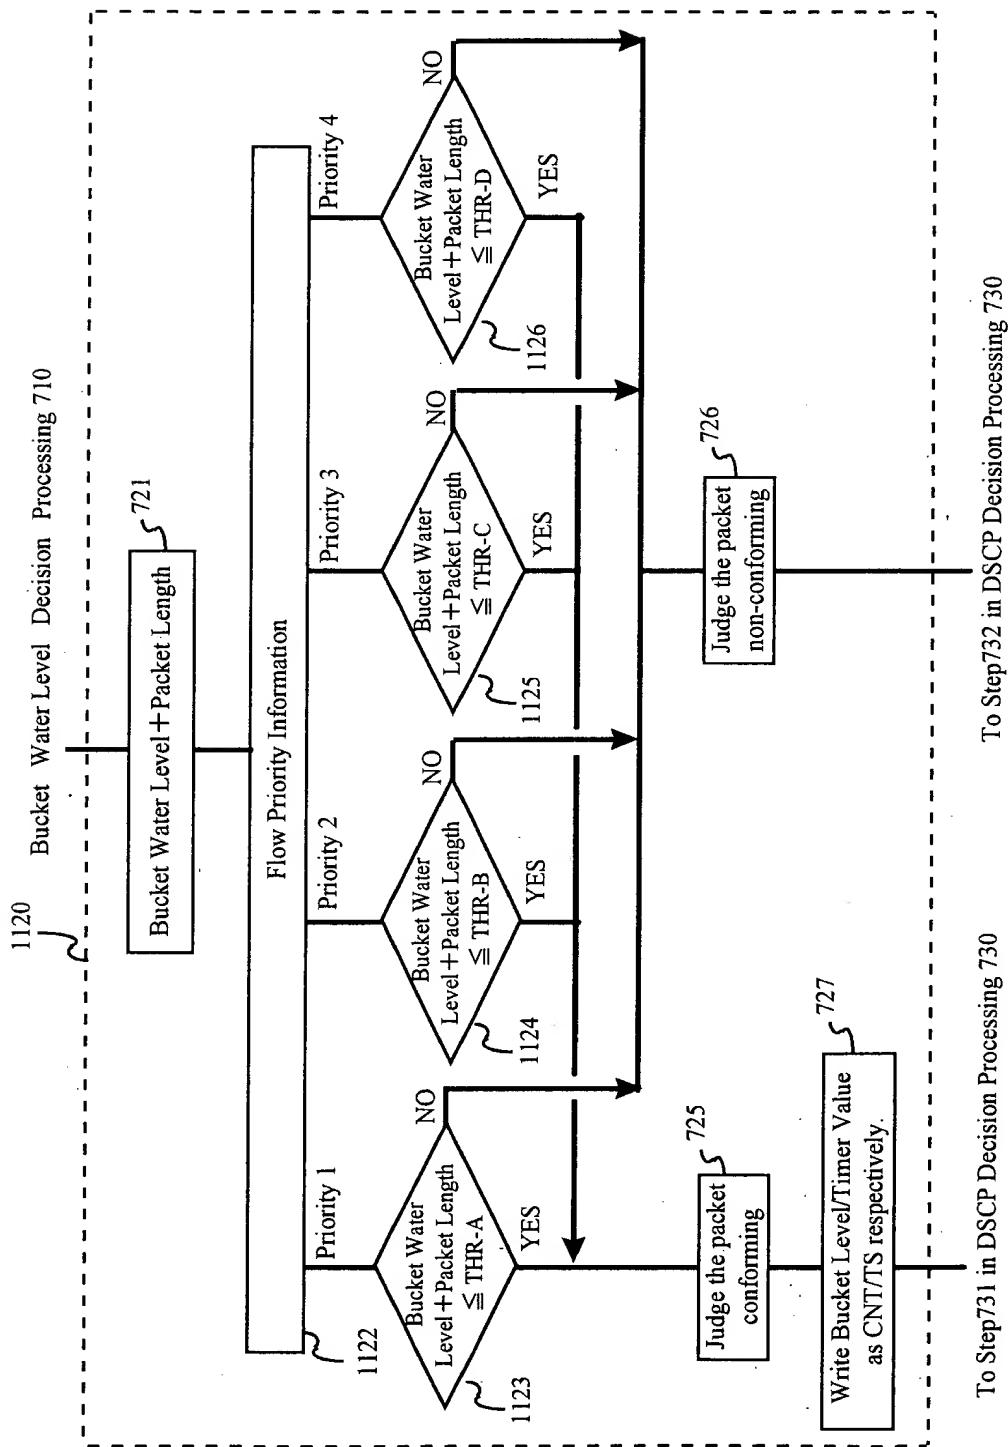 Bucket Water Level Decision Processing 710
1120
721
Bucket Water Level＋Packet Length
Flow Priority Information
1122
Priority 1
Priority 2
Priority 3
Priority 4
Bucket Water
Level＋Packet Length
≦ THR-A
1123
NO
YES
Bucket Water
Level＋Packet Length
≦ THR-B
1124
NO
YES
Bucket Water
Level＋Packet Length
≦ THR-C
1125
NO
YES
Bucket Water
Level＋Packet Length
≦ THR-D
1126
NO
YES
725
Judge the packet
conforming
726
Judge the packet
non-conforming
727
Write Bucket Level/Timer Value
as CNT/TS respectively.
To Step731 in DSCP Decision Processing 730
To Step732 in DSCP Decision Processing 730